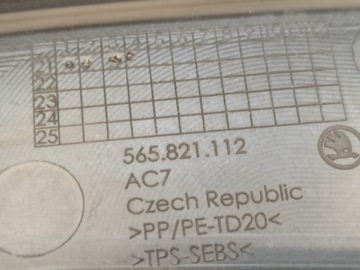 21
22
23
24
25
565.821.112
AC7
Czech Republic
>PP/PE-TD20<
>TPS-SEBS<